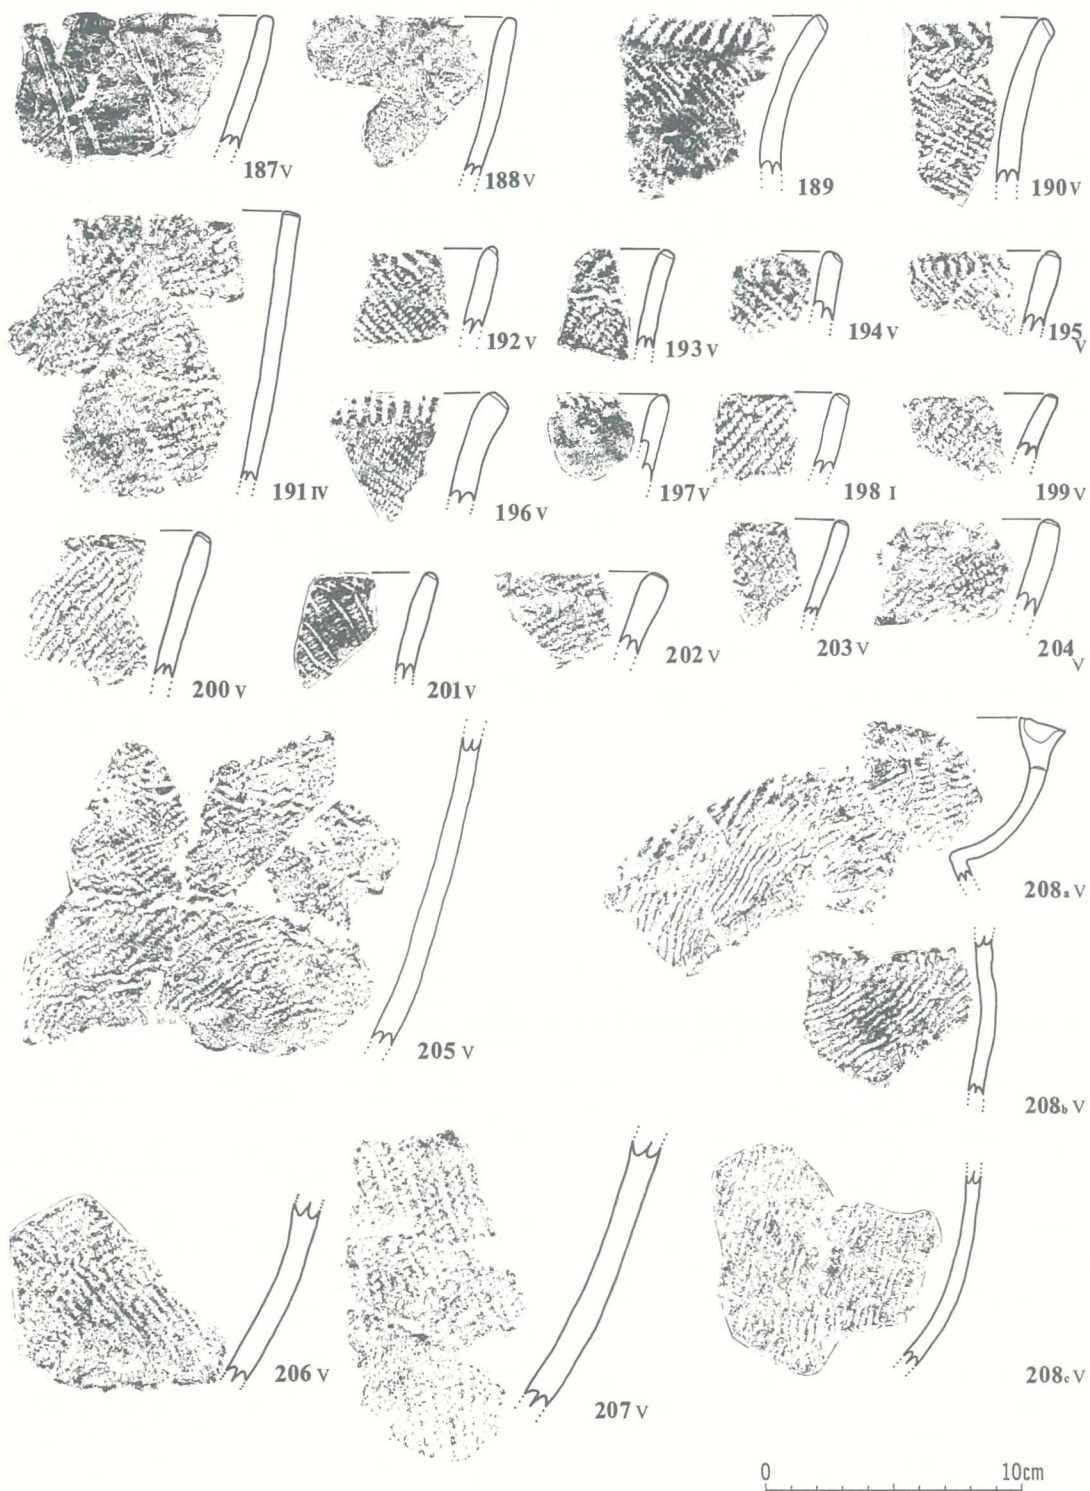 187 V
188 V
189
190 V
191 IV
192 V
193 V
194 V
195 V
196 V
197 V
198 I
199 V
200 V
201 V
202 V
203 V
204 V
205 V
208a V
208b V
206 V
207 V
208c V
0 10cm